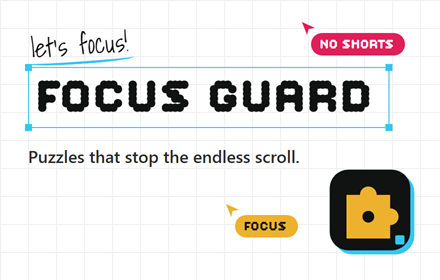 let's focus!
NO SHORTS
FOCUS GUARD
Puzzles that stop the endless scroll.
FOCUS